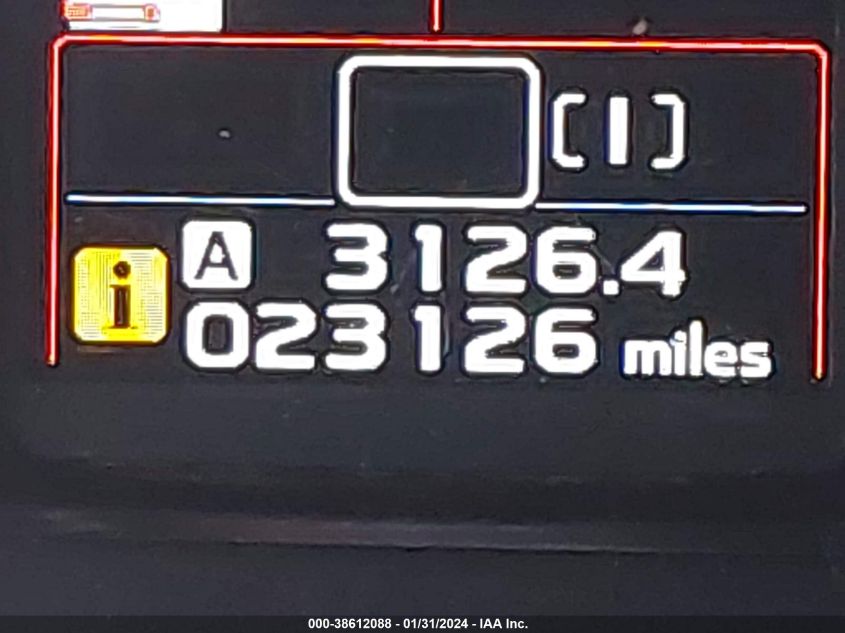 [ I ]
A 3126.4
i 023126 miles
000-38612088 - 01/31/2024 - IAA Inc.